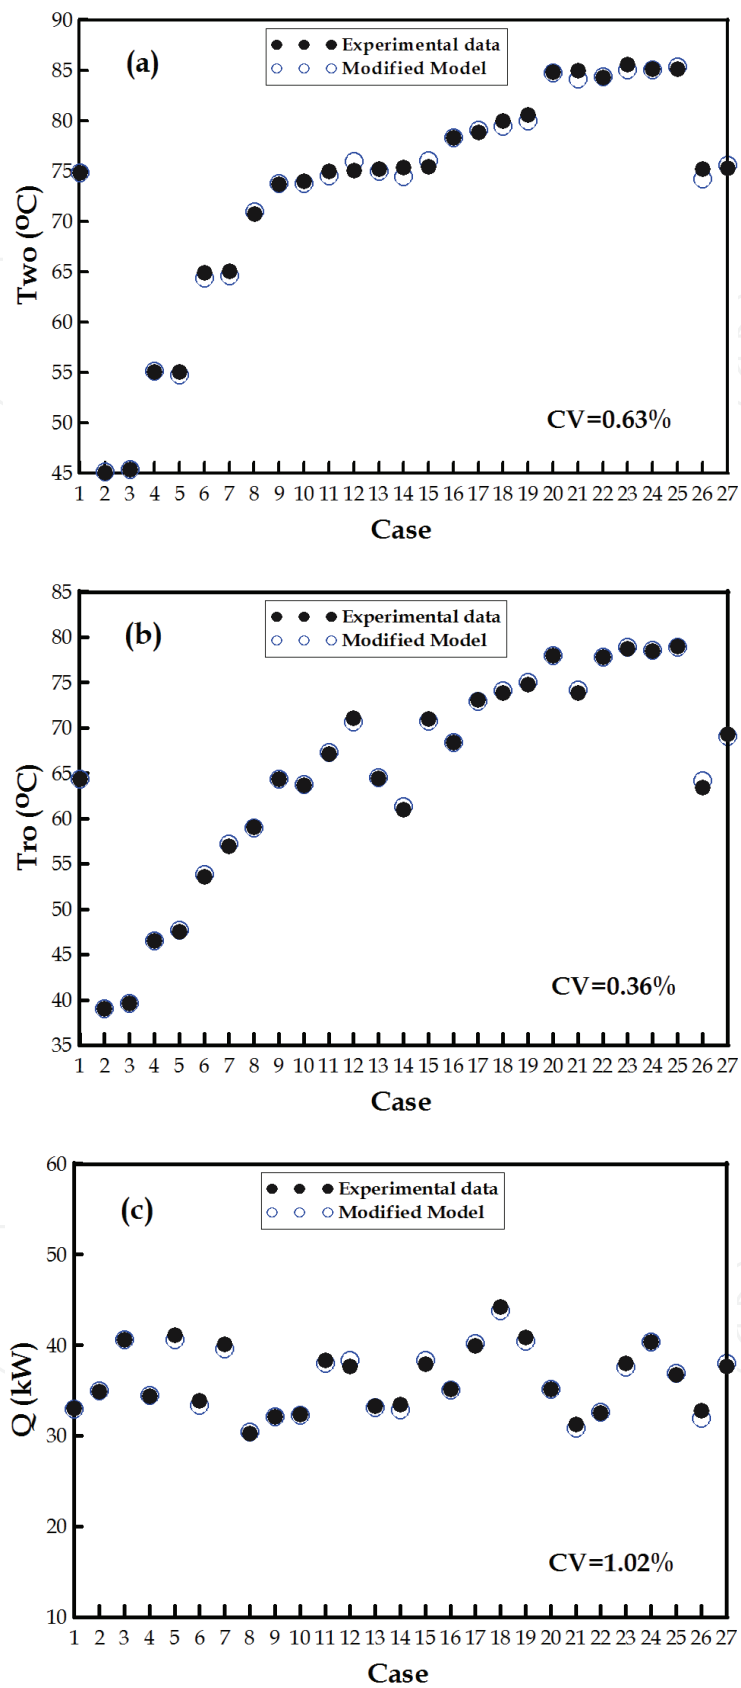 90
85
80
75
70
65
60
55
50
45
Two (ºC)
(a)
Experimental data
Modified Model
CV=0.63%
1 2 3 4 5 6 7 8 9 10 11 12 13 14 15 16 17 18 19 20 21 22 23 24 25 26 27
Case
85
80
75
70
65
60
55
50
45
40
35
Tro (ºC)
(b)
Experimental data
Modified Model
CV=0.36%
1 2 3 4 5 6 7 8 9 10 11 12 13 14 15 16 17 18 19 20 21 22 23 24 25 26 27
Case
60
50
40
30
20
10
Q (kW)
(c)
Experimental data
Modified Model
CV=1.02%
1 2 3 4 5 6 7 8 9 10 11 12 13 14 15 16 17 18 19 20 21 22 23 24 25 26 27
Case